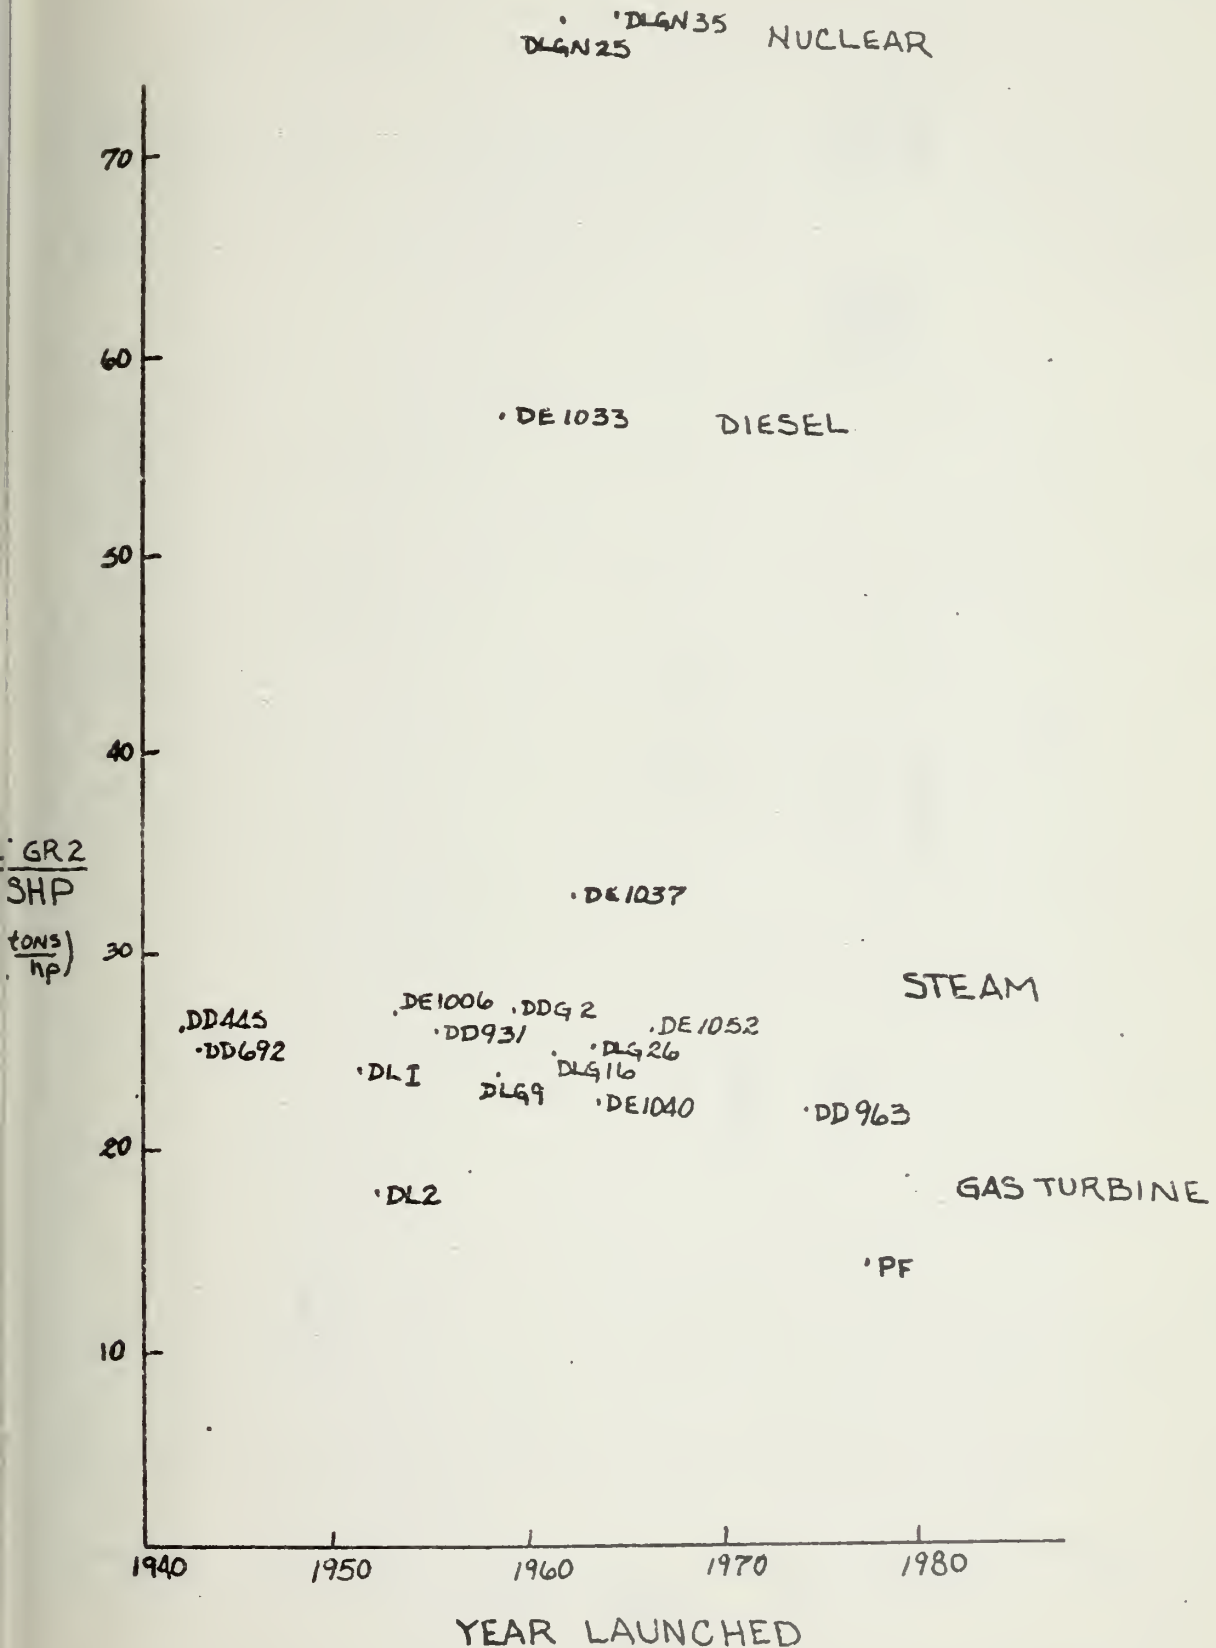 DLGN35
DLGN25
NUCLEAR
70
60
DE1033
DIESEL
50
40
GR2
SHP
tONS
hp)
DE1037
30
STEAM
DE1006
DDG2
DD445
DD931
DE1052
DD692
DLG26
DLI
DLG16
DLG9
DE1040
DD963
20
DL2
GAS TURBINE
PF
10
1940
1950
1960
1970
1980
YEAR LAUNCHED